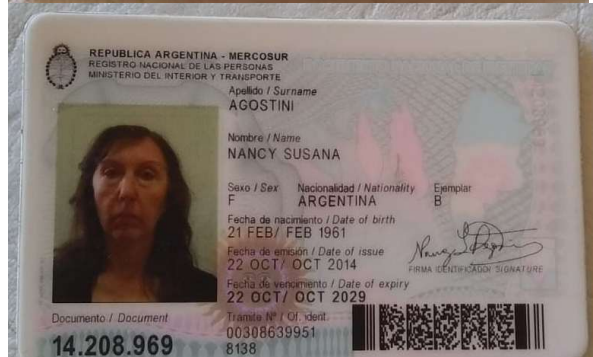 REPUBLICA ARGENTINA - MERCOSUR
REGISTRO NACIONAL DE LAS PERSONAS
MINISTERIO DEL INTERIOR Y TRANSPORTE
Apellido / Surname
AGOSTINI
Nombre / Name
NANCY SUSANA
Sexo / Sex Nacionalidad / Nationality Ejemplar
F ARGENTINA B
Fecha de nacimiento / Date of birth
21 FEB/ FEB 1961
Fecha de emisión / Date of issue
22 OCT/ OCT 2014
FIRMA IDENTIFICADO/ SIGNATURE
Fecha de vencimiento / Date of expiry
22 OCT/ OCT 2029
Documento / Document
14.208.969
Trámite Nº / Of. ident.
00308639951
8138